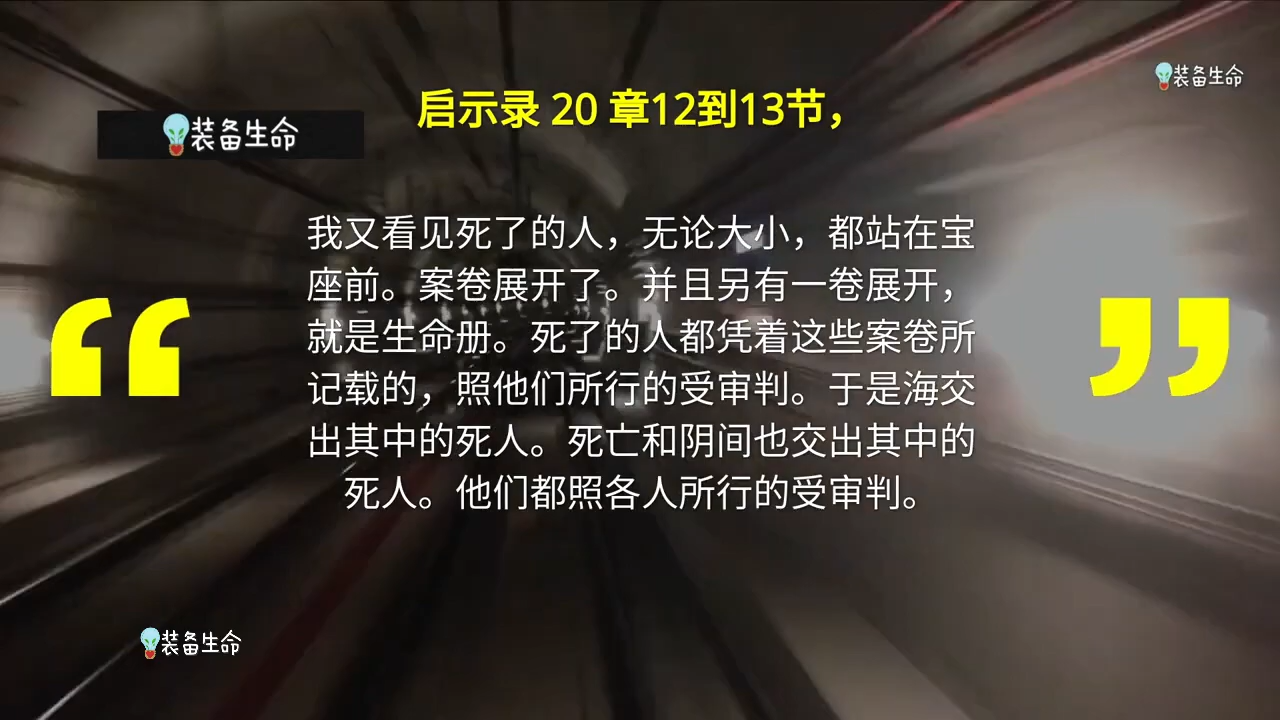 装备生命
启示录 20 章12到13节，
装备生命
我又看见死了的人，无论大小，都站在宝
座前。案卷展开了。并且另有一卷展开，
就是生命册。死了的人都凭着这些案卷所
记载的，照他们所行的受审判。于是海交
出其中的死人。死亡和阴间也交出其中的
死人。他们都照各人所行的受审判。
装备生命